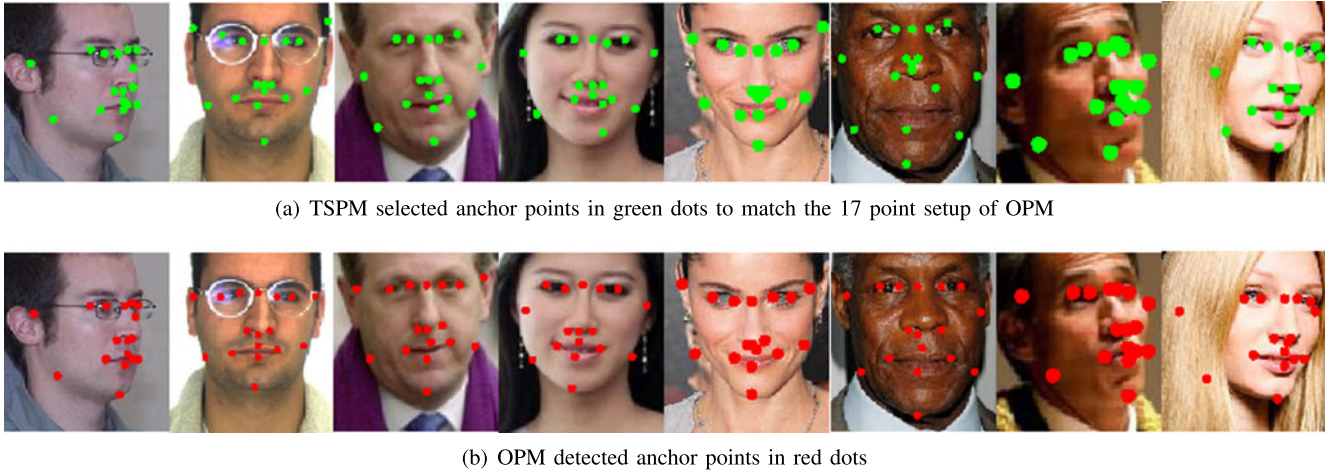 (a) TSPM selected anchor points in green dots to match the 17 point setup of OPM
(b) OPM detected anchor points in red dots